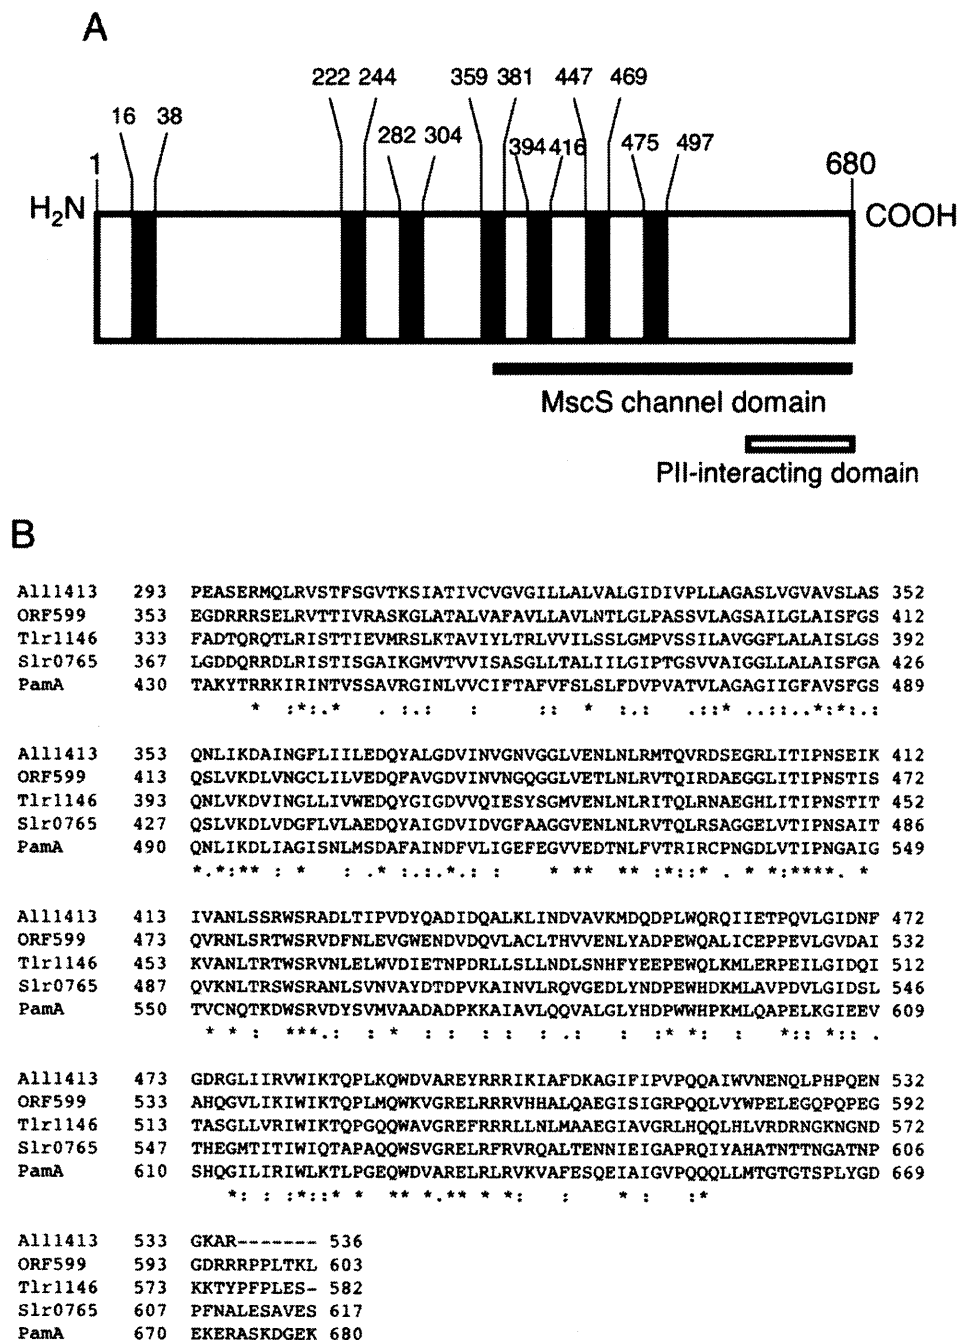 A
222 244 359 381 447 469
16 38 282 304 394 416 475 497
1 680
H2N COOH
MscS channel domain
PII-interacting domain
B
All1413 293 PEASERMQLRVSTFSGVTKSIATIVCVGVGILLALVALGIDIVPLLAGASLVGVAVSLAS 352
ORF599 353 EGDRRRSELRVTTIVRASKGLATALVAFAVLLAVLNTLGLPASSVLAGSAILGLAISFGS 412
Tlr1146 333 FADTQRQTLRISTTIEVMRSLKTAVIYLTRLVVILSSLGMPVSSILAVGGFLALAISLGS 392
Slr0765 367 LGDDQRRDLRISTISGAIKGMVTVVISASGLLTALIILGIPTGSVVAIGGLLALAISFGA 426
PamA 430 TAKYTRRKIRINTVSSAVRGINLVVCIFTAFVFSLSLFDVPVATVLAGAGIIGFAVSFGS 489
* :*:.* . :.: : :: * :.: .::* ..::..*:*:.:
All1413 353 QNLIKDAINGFLIILEDQYALGDVINVGNVGGLVENLNLRMTQVRDSEGRLITIPNSEIK 412
ORF599 413 QSLVKDLVNGCLILVEDQFAVGDVINVNGQGGLVETLNLRVTQIRDAEGGLITIPNSTIS 472
Tlr1146 393 QNLVKDVINGLLIVWEDQYGIGDVVQIESYSGMVENLNLRITQLRNAEGHLITIPNSTIT 452
Slr0765 427 QSLVKDLVDGFLVLAEDQYAIGDVIDVGFAAGGVENLNLRVTQLRSAGGELVTIPNSAIT 486
PamA 490 QNLIKDLIAGISNLMSDAFAINDFVLIGEFEGVVEDTNLFVTRIRCPNGDLVTIPNGAIG 549
*.*:** : * : .* :.:.*.: : * ** ** :*::* . * *:****. *
All1413 413 IVANLSSRWSRADLTIPVDYQADIDQALKLINDVAVKMDQDPLWQRQIIETPQVLGIDNF 472
ORF599 473 QVRNLSRTWSRVDFNLEVGWENDVDQVLACLTHVVENLYADPEWQALICEPPEVLGVDAI 532
Tlr1146 453 KVANLTRTWSRVNLELWVDIETNPDRLLSLLNDLSNHFYEEPEWQLKMLERPEILGIDQI 512
Slr0765 487 QVKNLTRSWSRANLSVNVAYDTDPVKAINVLRQVGEDLYNDPEWHDKMLAVPDVLGIDSL 546
PamA 550 TVCNQTKDWSRVDYSVMVAADADPKKAIAVLQQVALGLYHDPWWHPKMLQAPELKGIEEV 609
* * : ***.: : * : : : : .: : :* *: : *:: *:: .
All1413 473 GDRGLIIRVWIKTQPLKQWDVAREYRRRIKIAFDKAGIFIPVPQQAIWVNENQLPHPQEN 532
ORF599 533 AHQGVLIKIWIKTQPLMQWKVGRELRRRVHHALQAEGISIGRPQQLVYWPELEGQPQPEG 592
Tlr1146 513 TASGLLVRIWIKTQPGQQWAVGREFRRRLLNLMAAEGIAVGRLHQQLHLVRDRNGKNGND 572
Slr0765 547 THEGMTITIWIQTAPAQQWSVGRELRFRVRQALTENNIEIGAPRQIYAHATNTTNGATNP 606
PamA 610 SHQGILIRIWLKTLPGEQWDVARELRLRVKVAFESQEIAIGVPQQQLLMTGTGTSPLYGD 669
*: : :*::* * ** *.** * *: : * : :*
All1413 533 GKAR------- 536
ORF599 593 GDRRRPPLTKL 603
Tlr1146 573 KKTYPFPLES- 582
Slr0765 607 PFNALESAVES 617
PamA 670 EKERASKDGEK 680